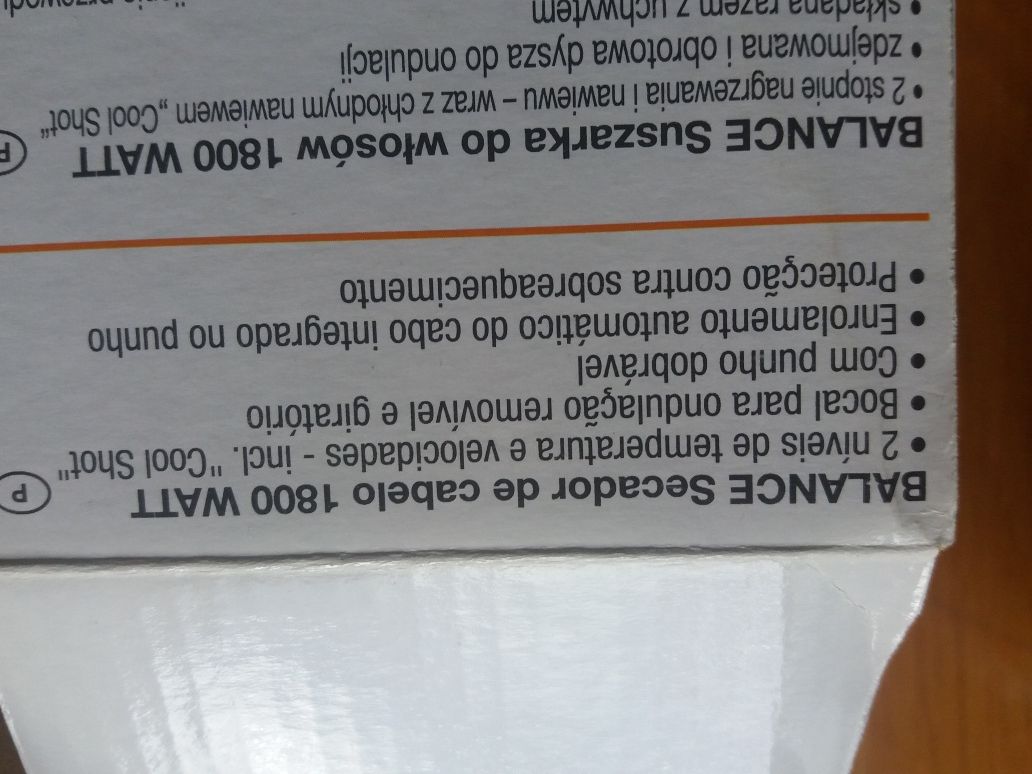 BALANCE Secador de cabelo 1800 WATT
P
• 2 níveis de temperatura e velocidades - incl. "Cool Shot"
• Bocal para ondulação removível e giratório
• Com punho dobrável
• Enrolamento automático do cabo integrado no punho
• Protecção contra sobreaquecimento
BALANCE Suszarka do włosów 1800 WATT
• 2 stopnie nagrzewania i nawiewu – wraz z chłodnym nawiewem „Cool Shot“
• zdejmowana i obrotowa dysza do ondulacji
• składana razem z uchwytem